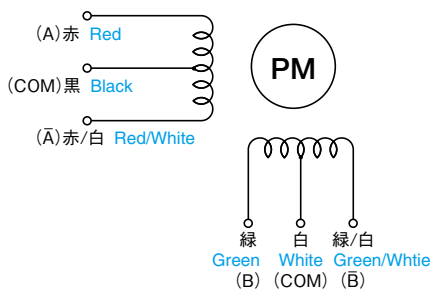 (A)赤 Red
(COM)黒 Black
(Ā)赤/白 Red/White
PM
緑 白 緑/白
Green White Green/Whtie
(B) (COM) (B̄)